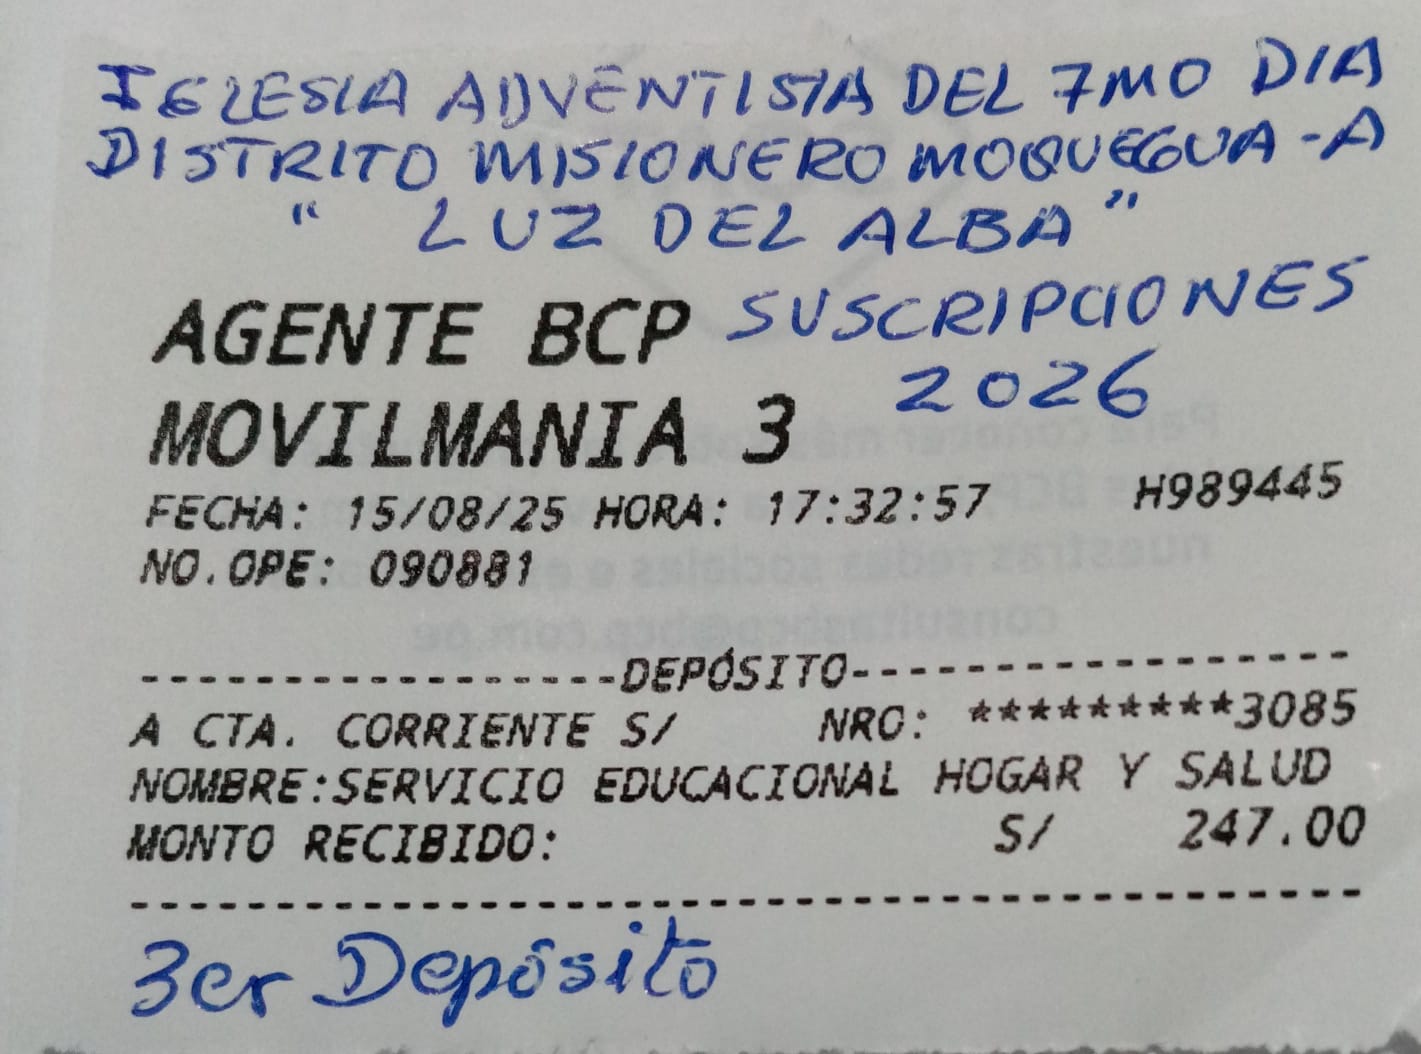 IGLESIA ADVENTISTA DEL 7MO DIA
DISTRITO MISIONERO MOQUEGUA - A
" LUZ DEL ALBA "
AGENTE BCP SUSCRIPCIONES
2026
MOVILMANIA 3
FECHA: 15/08/25 HORA: 17:32:57 H989445
NO.OPE: 090881
-----------------DEPÓSITO-----------------
A CTA. CORRIENTE S/ NRO: *********3085
NOMBRE:SERVICIO EDUCACIONAL HOGAR Y SALUD
MONTO RECIBIDO: S/ 247.00
------------------------------------------
3er Depósito